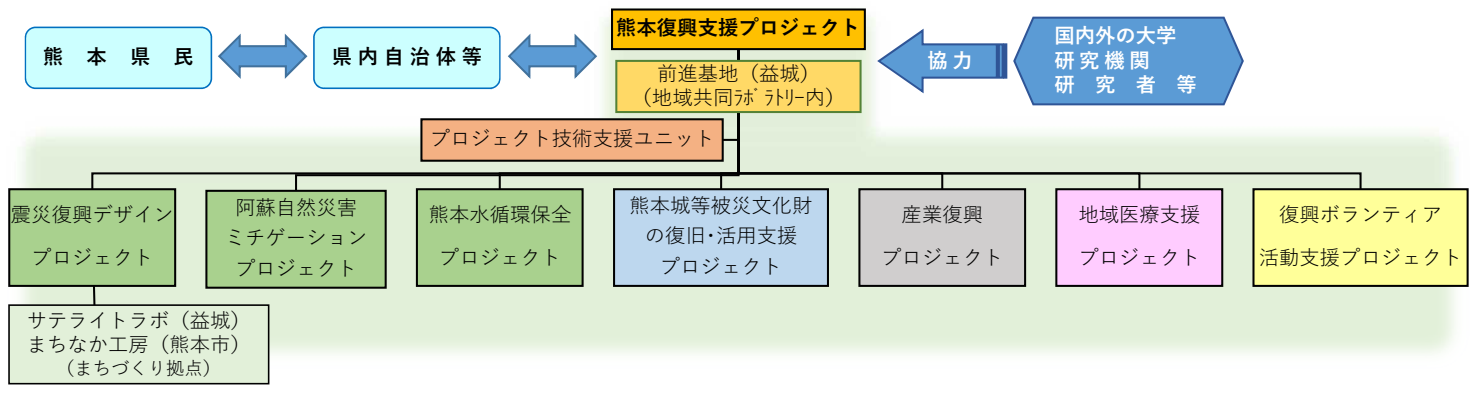 熊本復興支援プロジェクト
熊本県民
県内自治体等
協力
国内外の大学
研究機関
研究者等
前進基地（益城）
（地域共同ﾗﾎﾞﾗﾄﾘｰ内）
プロジェクト技術支援ユニット
震災復興デザイン
プロジェクト
阿蘇自然災害
ミチゲーション
プロジェクト
熊本水循環保全
プロジェクト
熊本城等被災文化財
の復旧･活用支援
プロジェクト
産業復興
プロジェクト
地域医療支援
プロジェクト
復興ボランティア
活動支援プロジェクト
サテライトラボ（益城）
まちなか工房（熊本市）
（まちづくり拠点）